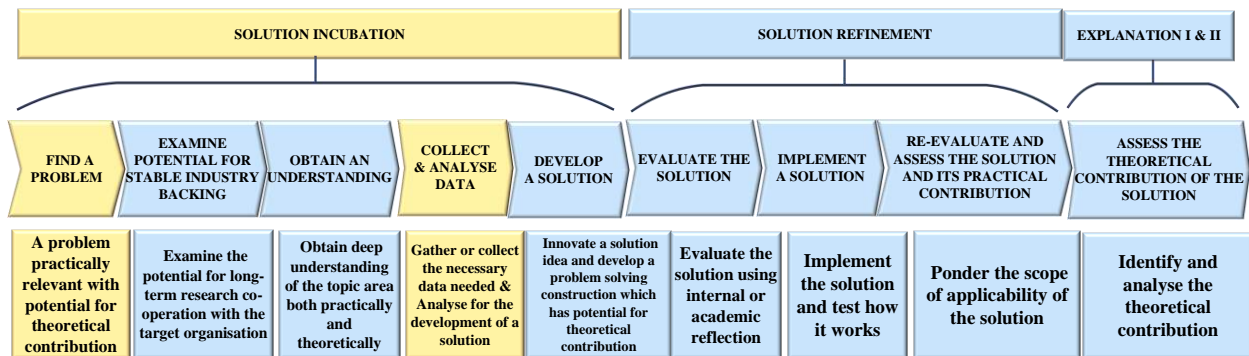 SOLUTION INCUBATION
SOLUTION REFINEMENT
EXPLANATION I & II
FIND A
PROBLEM
EXAMINE
POTENTIAL FOR
STABLE INDUSTRY
BACKING
OBTAIN AN
UNDERSTANDING
COLLECT
& ANALYSE
DATA
DEVELOP
A SOLUTION
EVALUATE THE
SOLUTION
IMPLEMENT
A SOLUTION
RE-EVALUATE AND
ASSESS THE SOLUTION
AND ITS PRACTICAL
CONTRIBUTION
ASSESS THE
THEORETICAL
CONTRIBUTION OF THE
SOLUTION
A problem
practically
relevant with
potential for
theoretical
contribution
Examine the
potential for long-
term research co-
operation with the
target organisation
Obtain deep
understanding
of the topic area
both practically
and
theoretically
Gather or collect
the necessary
data needed &
Analyse for the
development of a
solution
Innovate a solution
idea and develop a
problem solving
construction which
has potential for
theoretical
contribution
Evaluate the
solution using
internal or
academic
reflection
Implement
the solution
and test how
it works
Ponder the scope
of applicability of
the solution
Identify and
analyse the
theoretical
contribution